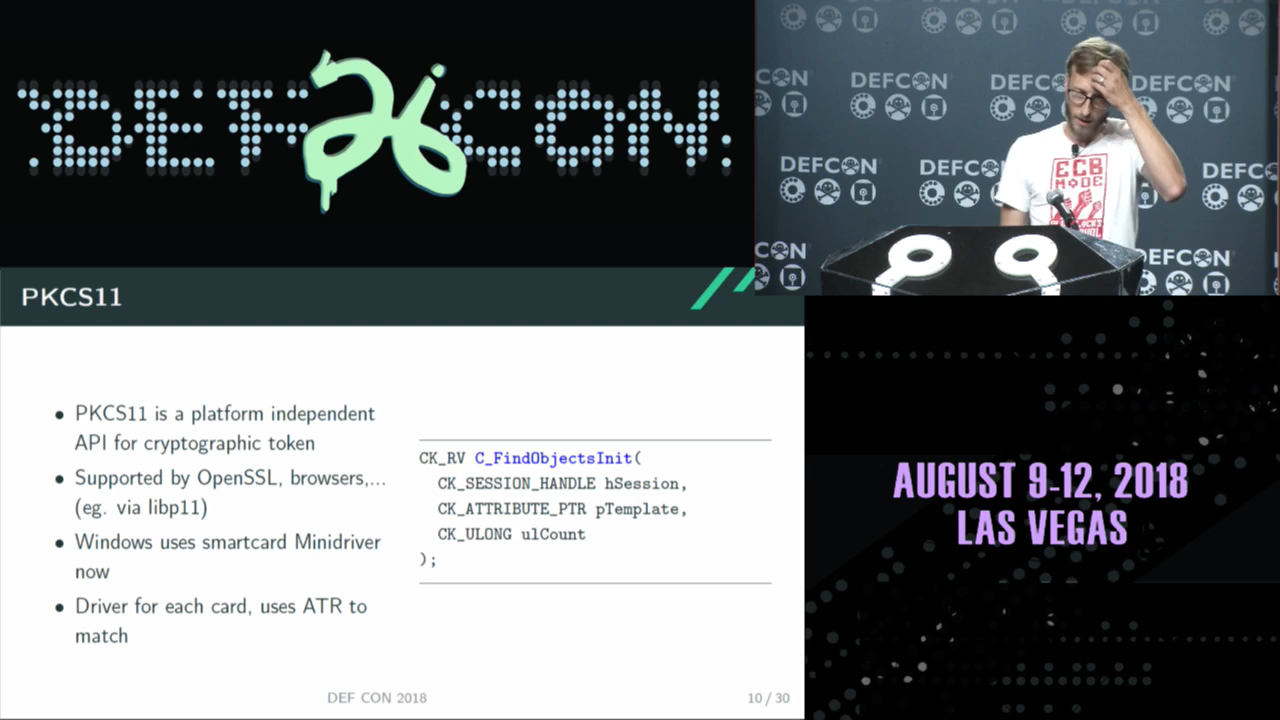 DEF 26 CON
DEFCON DEFCON DEFCON
DEFCON DEFCON DEFCON
DEFCON
ECB
MODE
PKCS11
PKCS11 is a platform independent
API for cryptographic token
Supported by OpenSSL, browsers,...
(eg. via libp11)
Windows uses smartcard Minidriver
now
Driver for each card, uses ATR to
match
CK_RV C_FindObjectsInit(
CK_SESSION_HANDLE hSession,
CK_ATTRIBUTE_PTR pTemplate,
CK_ULONG ulCount
);
DEF CON 2018
10 / 30
AUGUST 9-12, 2018
LAS VEGAS